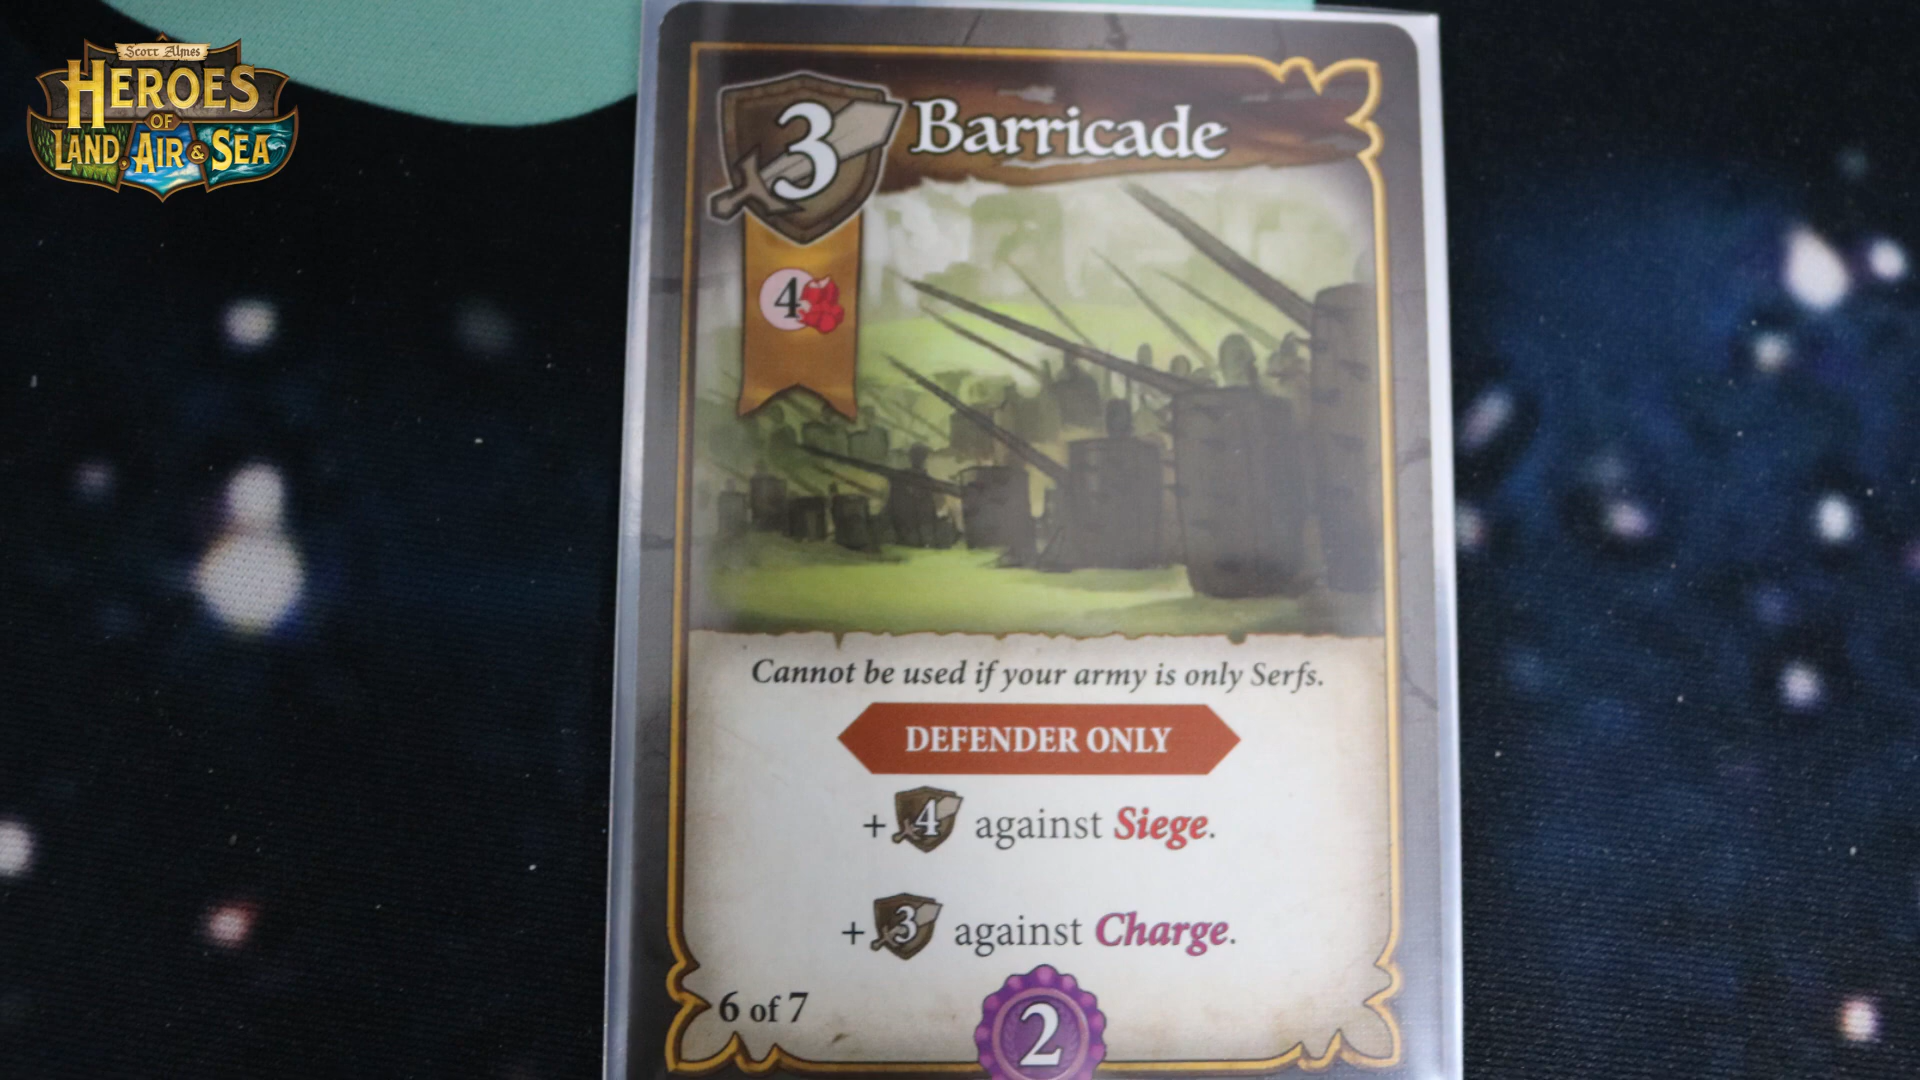 Scott Almes
HEROES
OF
LAND, AIR & SEA
3
Barricade
4
Cannot be used if your army is only Serfs.
DEFENDER ONLY
+4 against Siege.
+3 against Charge.
6 of 7
2